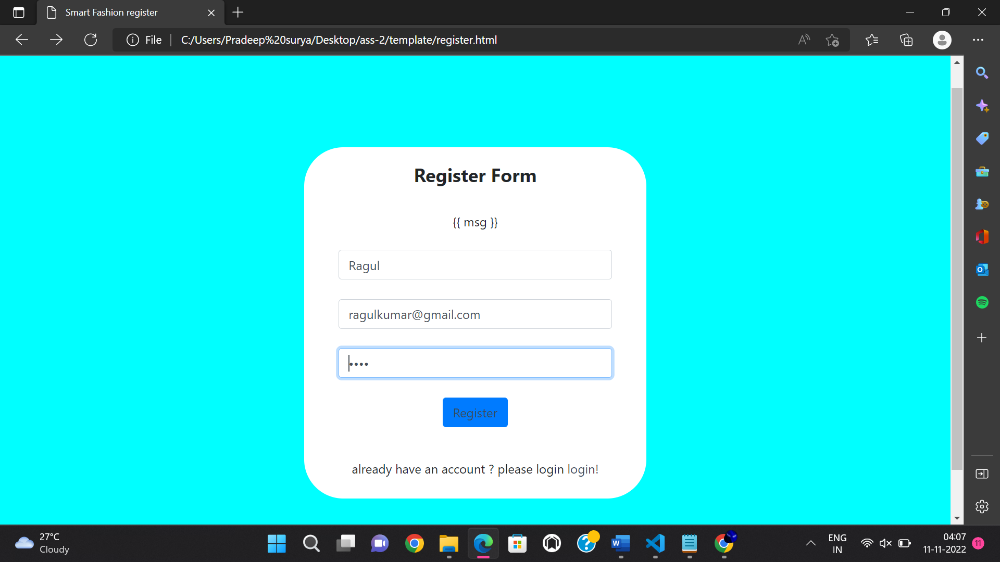 Smart Fashion register
File
C:/Users/Pradeep%20surya/Desktop/ass-2/template/register.html
Register Form
{{ msg }}
Ragul
ragulkumar@gmail.com
••••
Register
already have an account ? please login login!
27°C
Cloudy
ENG
IN
04:07
11-11-2022
11